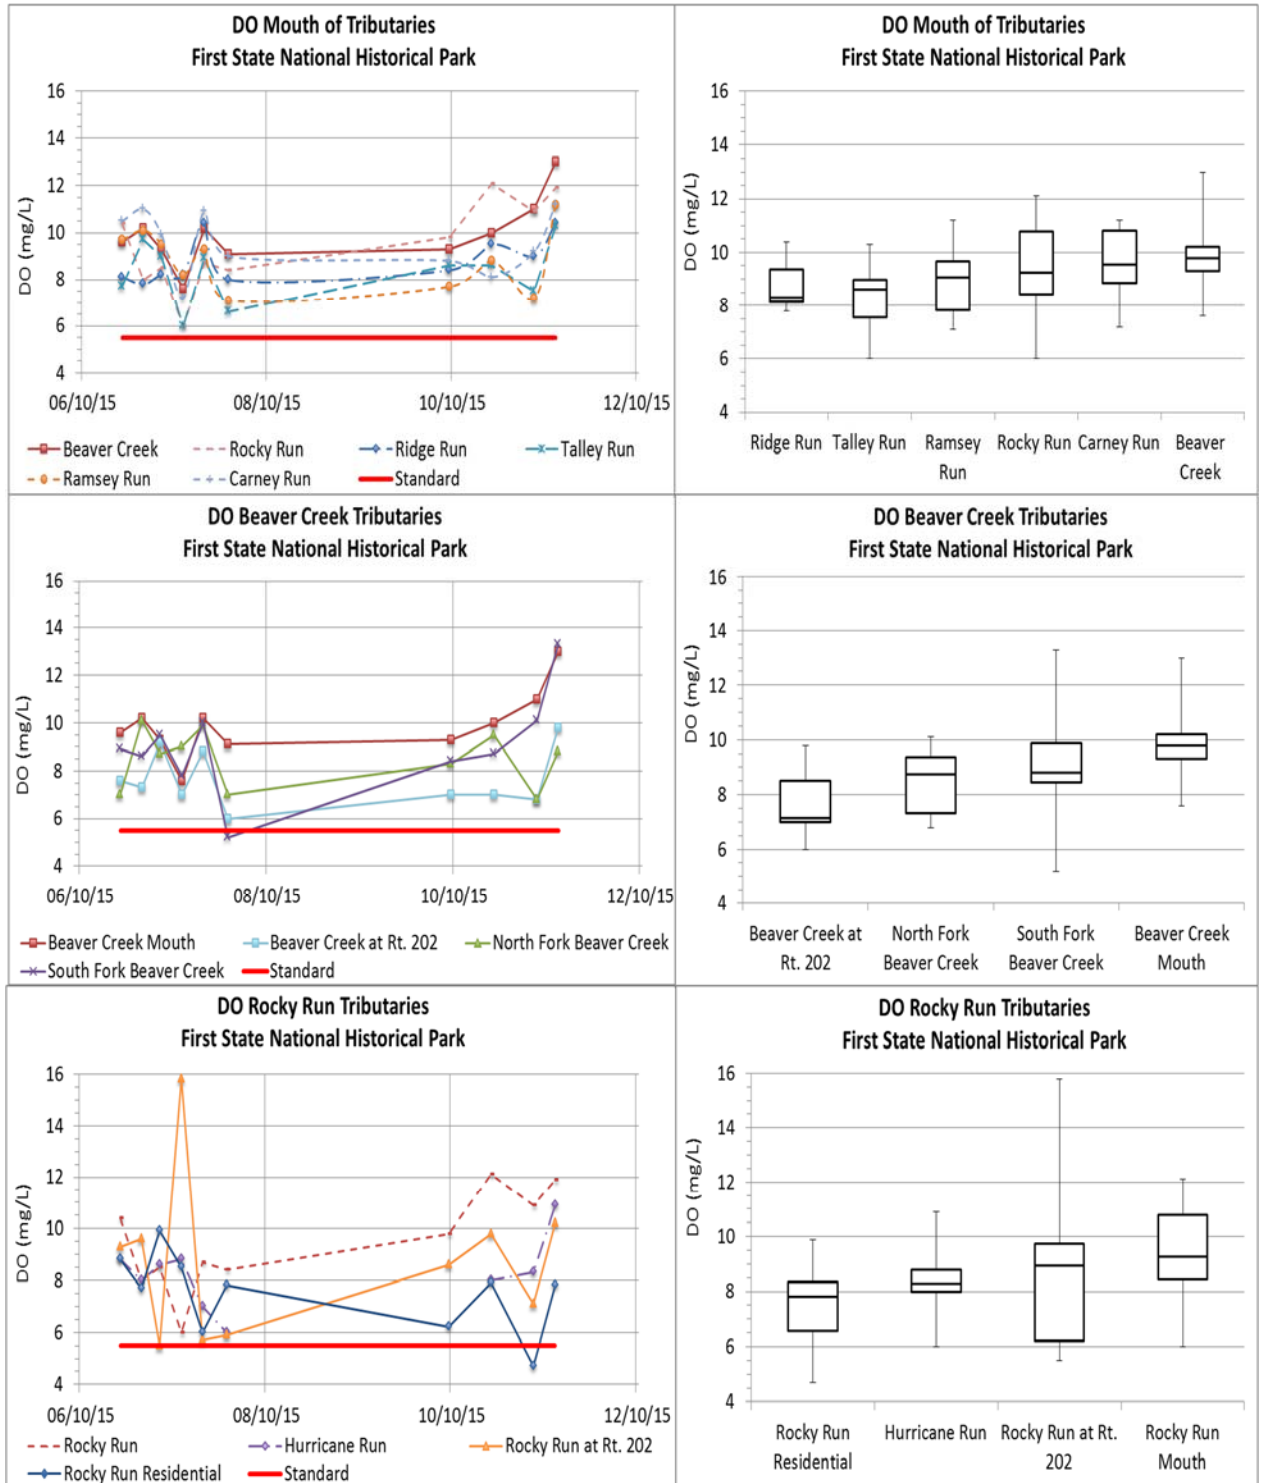 DO Mouth of Tributaries
First State National Historical Park
DO (mg/L)
16
14
12
10
8
6
4
06/10/15 08/10/15 10/10/15 12/10/15
Beaver Creek Rocky Run Ridge Run Talley Run
Ramsey Run Carney Run Standard
DO Mouth of Tributaries
First State National Historical Park
DO (mg/L)
16
14
12
10
8
6
4
Ridge Run Talley Run Ramsey Rocky Run Carney Run Beaver
Run Creek
DO Beaver Creek Tributaries
First State National Historical Park
DO (mg/L)
16
14
12
10
8
6
4
06/10/15 08/10/15 10/10/15 12/10/15
Beaver Creek Mouth Beaver Creek at Rt. 202 North Fork Beaver Creek
South Fork Beaver Creek Standard
DO Beaver Creek Tributaries
First State National Historical Park
DO (mg/L)
16
14
12
10
8
6
4
Beaver Creek at North Fork South Fork Beaver Creek
Rt. 202 Beaver Creek Beaver Creek Mouth
DO Rocky Run Tributaries
First State National Historical Park
DO (mg/L)
16
14
12
10
8
6
4
06/10/15 08/10/15 10/10/15 12/10/15
Rocky Run Hurricane Run Rocky Run at Rt. 202
Rocky Run Residential Standard
DO Rocky Run Tributaries
First State National Historical Park
DO (mg/L)
16
14
12
10
8
6
4
Rocky Run Hurricane Run Rocky Run at Rt. Rocky Run
Residential 202 Mouth